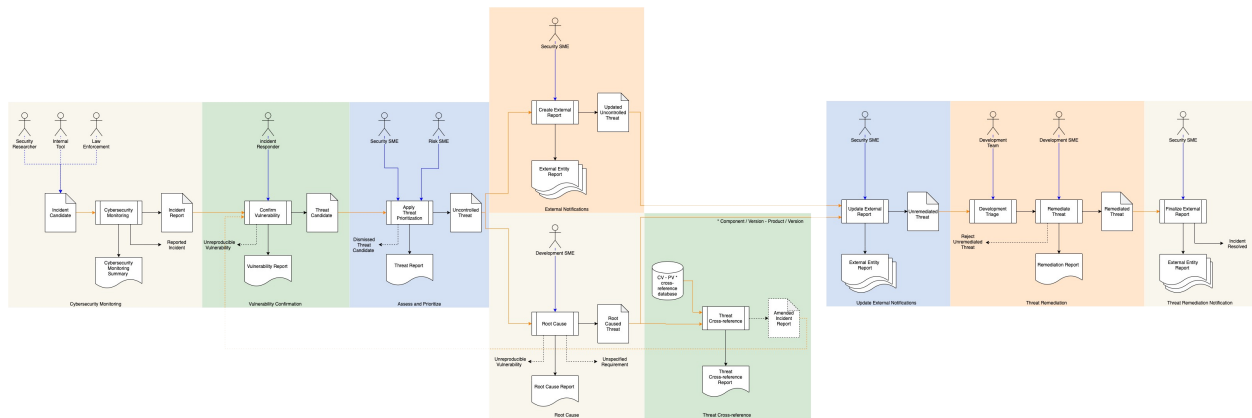 Security
Researcher
Internal
Tool
Law
Enforcement
Incident
Candidate
Cybersecurity
Monitoring
Incident
Report
Reported
Incident
Cybersecurity
Monitoring
Summary
Cybersecurity Monitoring
Incident
Responder
Confirm
Vulnerability
Threat
Candidate
Unreproducible
Vulnerability
Vulnerability Report
Vulnerability Confirmation
Security SME
Risk SME
Apply
Threat
Prioritization
Uncontrolled
Threat
Dismissed
Threat
Candidate
Threat Report
Assess and Prioritize
Security SME
Create External
Report
Updated
Uncontrolled
Threat
External Entity
Report
External Notifications
Development SME
Root Cause
Root
Caused
Threat
Unreproducible
Vulnerability
Unspecified
Requirement
Root Cause Report
Root Cause
* Component / Version - Product / Version
CV - PV *
cross-
reference
database
Threat
Cross-reference
Amended
Incident
Report
Threat
Cross-reference
Report
Threat Cross-reference
Security SME
Update External
Report
Unremediated
Threat
External Entity
Report
Update External Notifications
Development
Team
Development SME
Development
Triage
Remediate
Threat
Remediated
Threat
Reject
Unremediated
Threat
Remediation Report
Threat Remediation
Security SME
Finalize External
Report
Incident
Resolved
External Entity
Report
Threat Remediation Notification